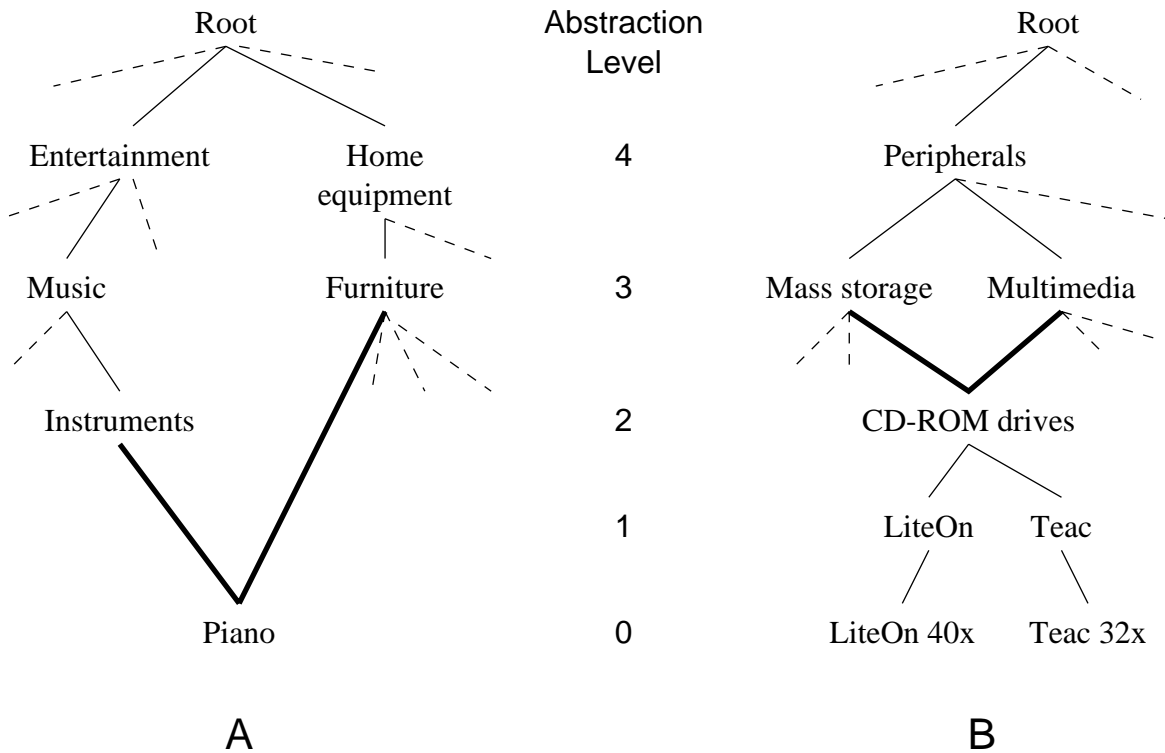 Root
Abstraction
Level
Root
Entertainment
Home
equipment
4
Peripherals
Music
Furniture
3
Mass storage
Multimedia
Instruments
2
CD-ROM drives
1
LiteOn
Teac
Piano
0
LiteOn 40x
Teac 32x
A
B